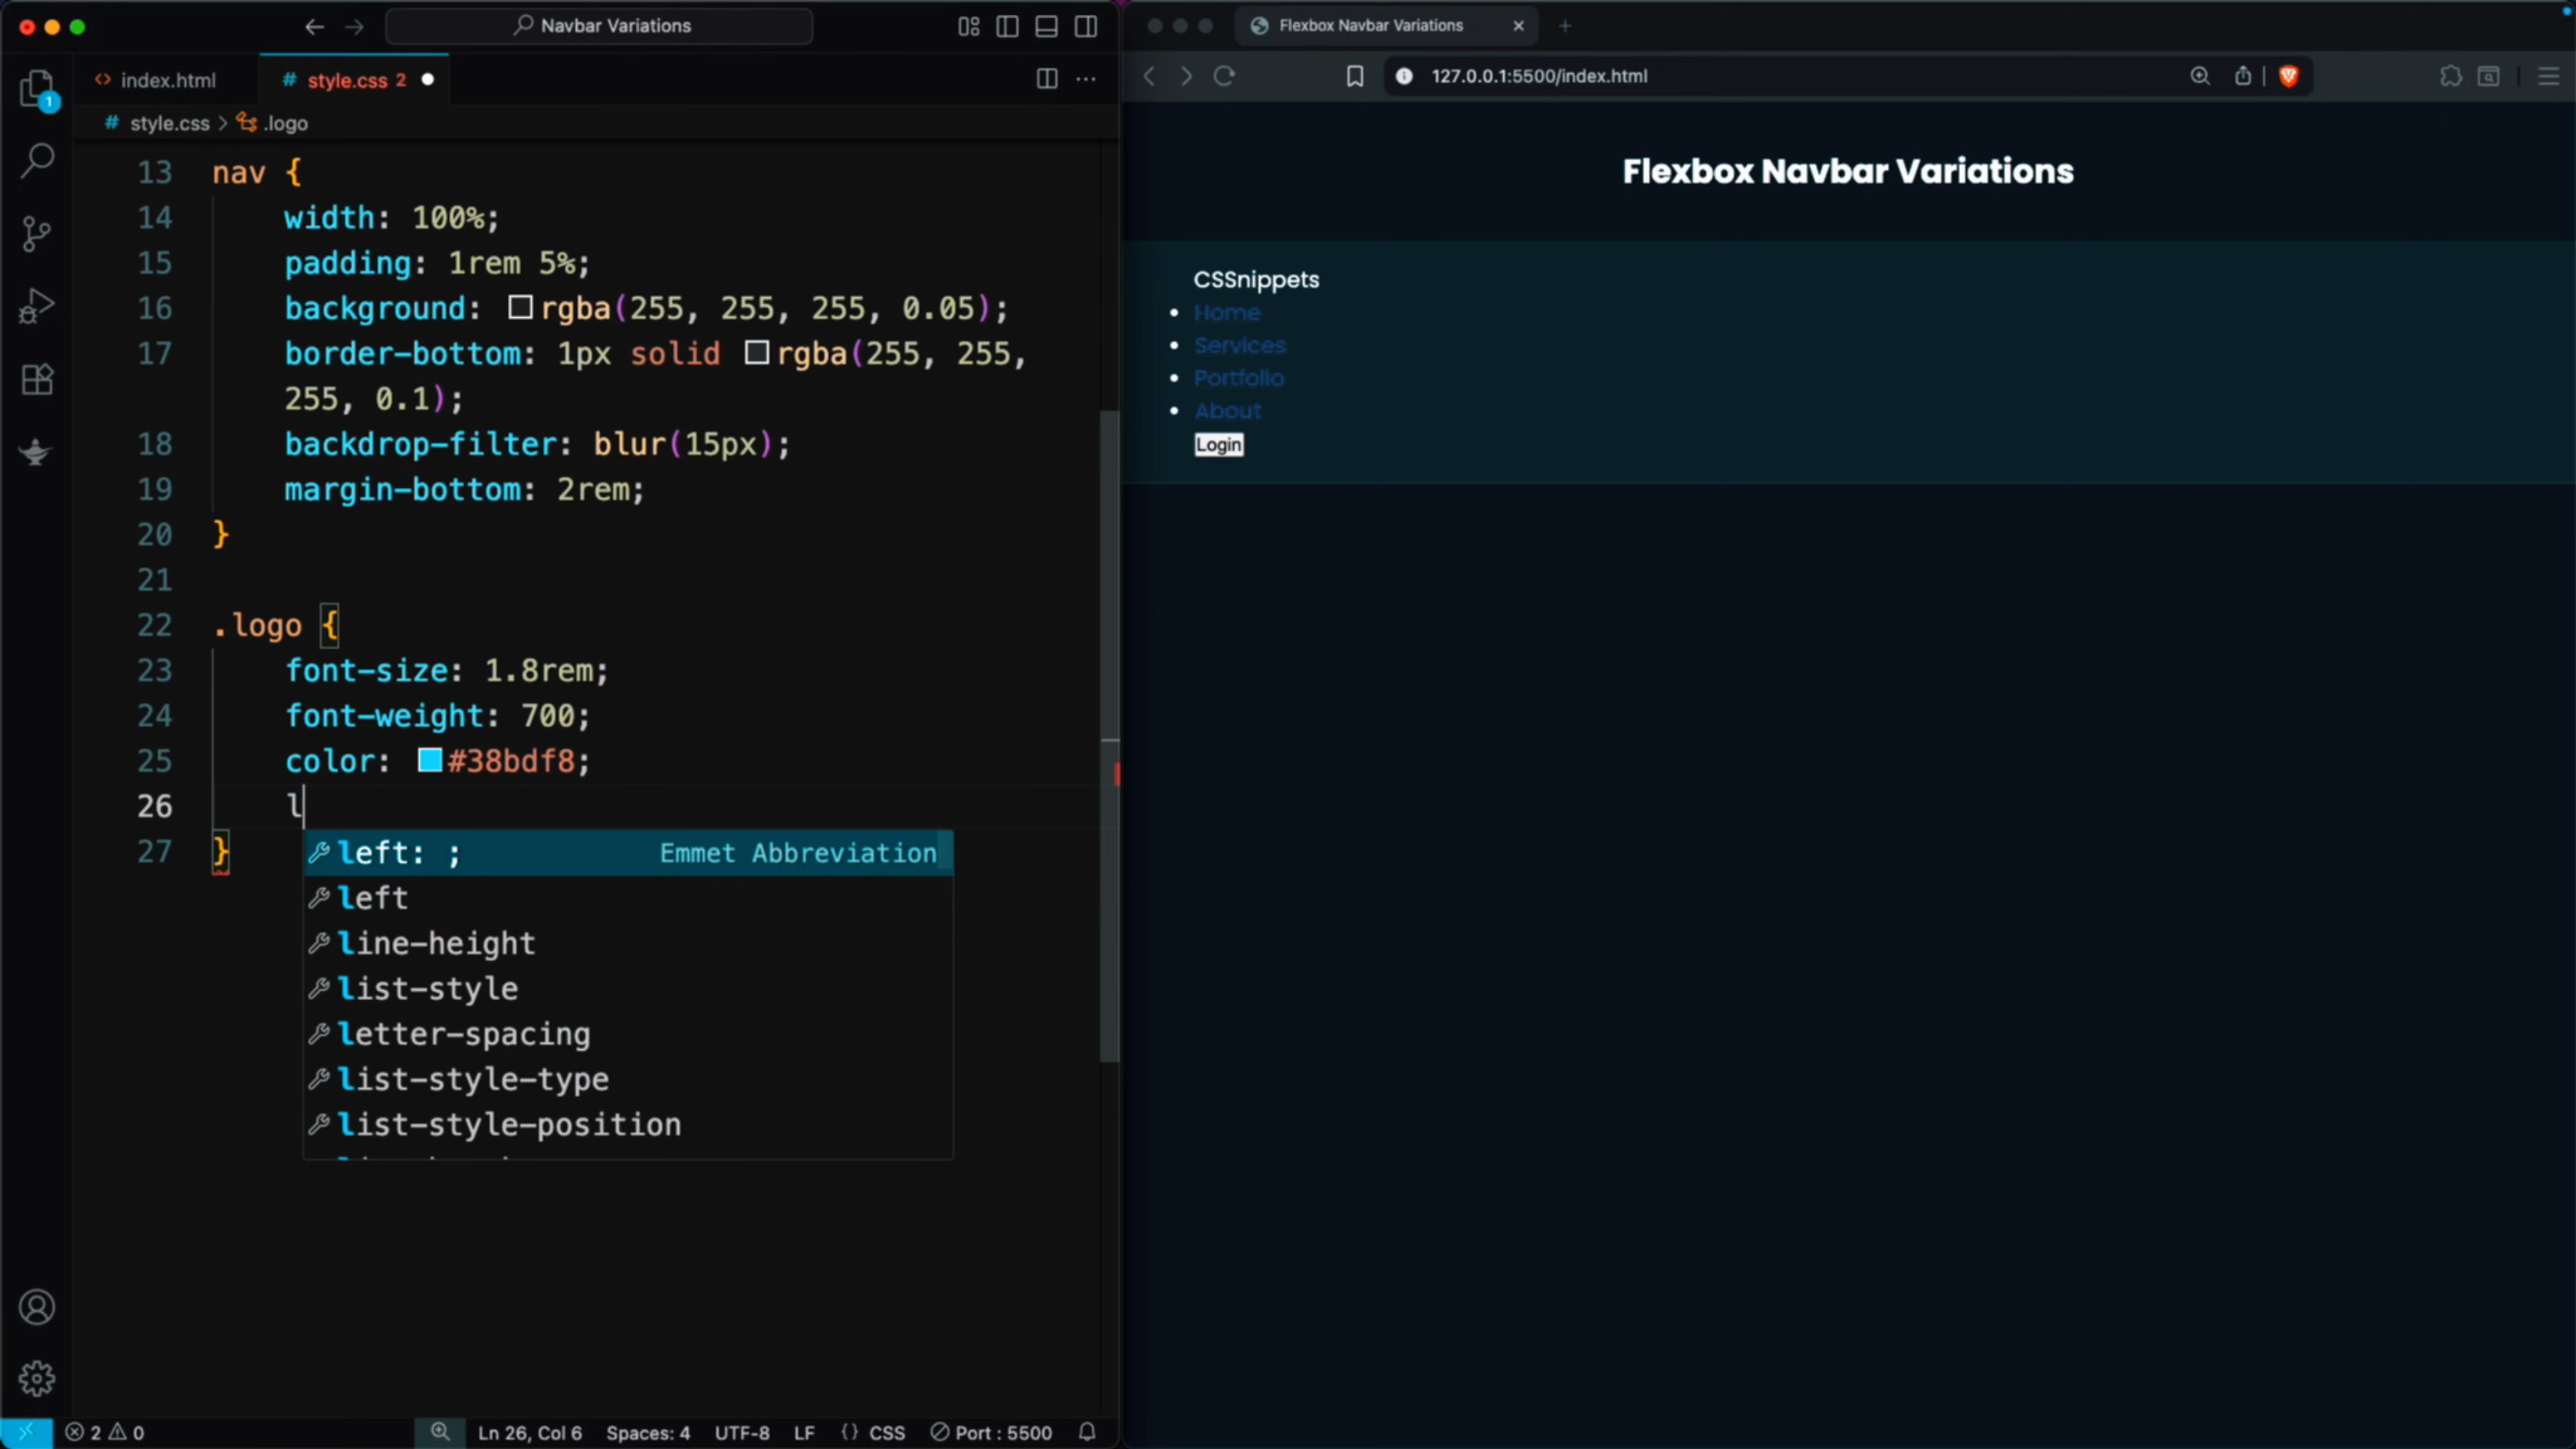 Navbar Variations
index.html
style.css 2
style.css > .logo
13 nav {
14 width: 100%;
15 padding: 1rem 5%;
16 background: rgba(255, 255, 255, 0.05);
17 border-bottom: 1px solid rgba(255, 255,
255, 0.1);
18 backdrop-filter: blur(15px);
19 margin-bottom: 2rem;
20 }
21
22 .logo {
23 font-size: 1.8rem;
24 font-weight: 700;
25 color: #38bdf8;
26 l
27 }
left: ; Emmet Abbreviation
left
line-height
list-style
letter-spacing
list-style-type
list-style-position
1
2 0
Ln 26, Col 6 Spaces: 4 UTF-8 LF {} CSS Port : 5500
Flexbox Navbar Variations
127.0.0.1:5500/index.html
Flexbox Navbar Variations
CSSnippets
Home
Services
Portfolio
About
Login